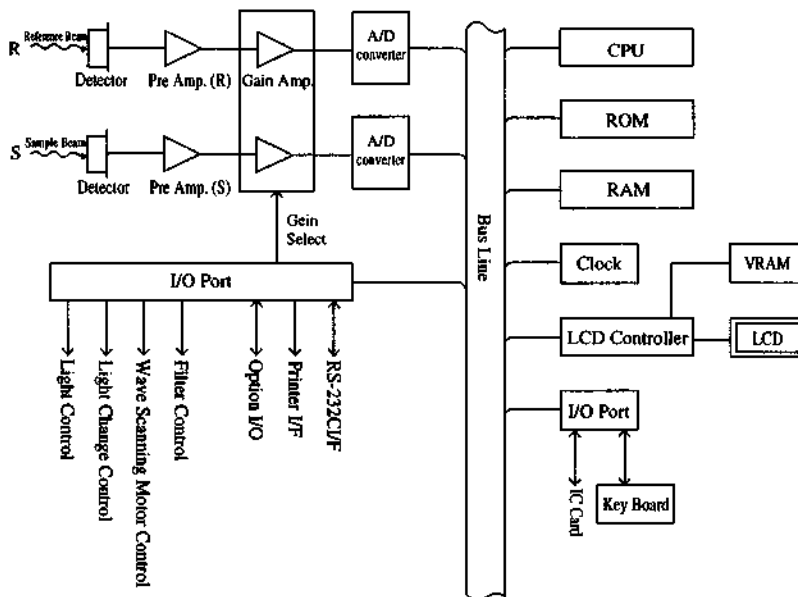 R
Reference Beam
Detector
Pre Amp. (R)
Gain Amp.
A/D
converter
S
Sample Beam
Detector
Pre Amp. (S)
A/D
converter
Gein
Select
I/O Port
Light Control
Light Change Control
Wave Scanning Motor Control
Filter Control
Option I/O
Printer I/F
RS-232CI/F
Bus Line
CPU
ROM
RAM
Clock
VRAM
LCD Controller
LCD
I/O Port
IC Card
Key Board